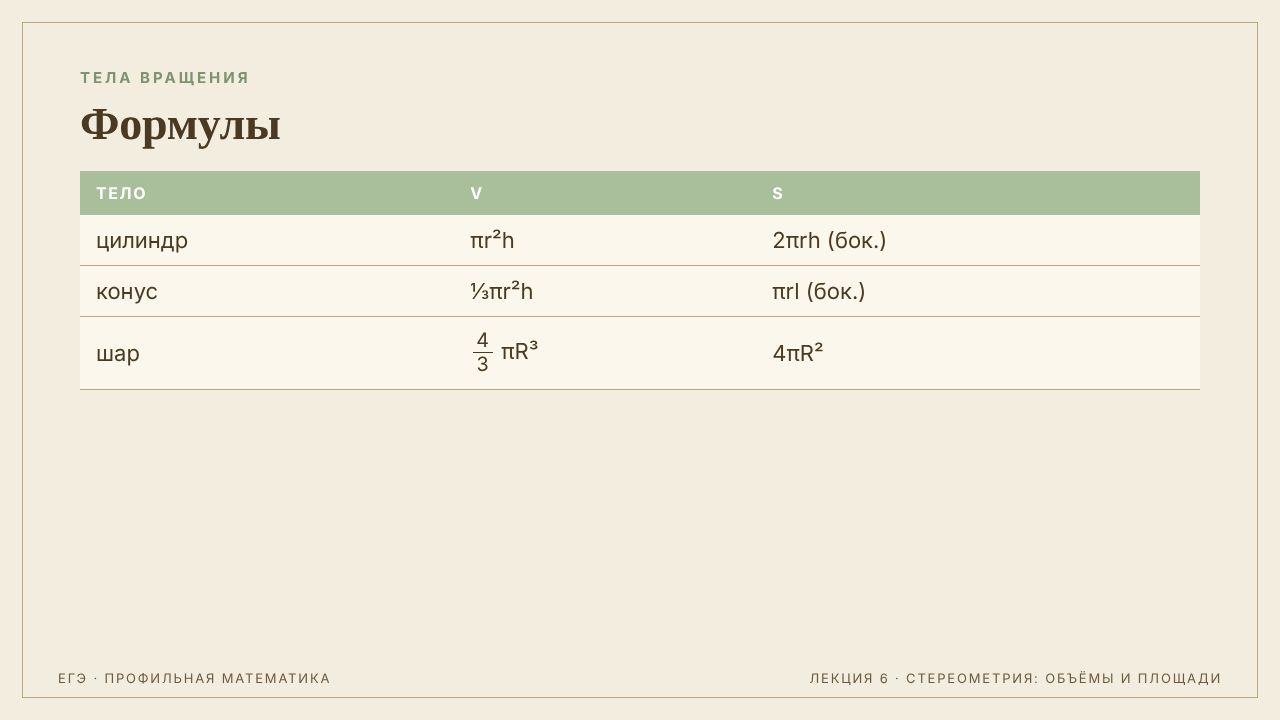 ТЕЛА ВРАЩЕНИЯ
Формулы
ТЕЛО V S
цилиндр πr²h 2πrh (бок.)
конус ⅓πr²h πrl (бок.)
шар 4/3 πR³ 4πR²
ЕГЭ · ПРОФИЛЬНАЯ МАТЕМАТИКА
ЛЕКЦИЯ 6 · СТЕРЕОМЕТРИЯ: ОБЪЁМЫ И ПЛОЩАДИ